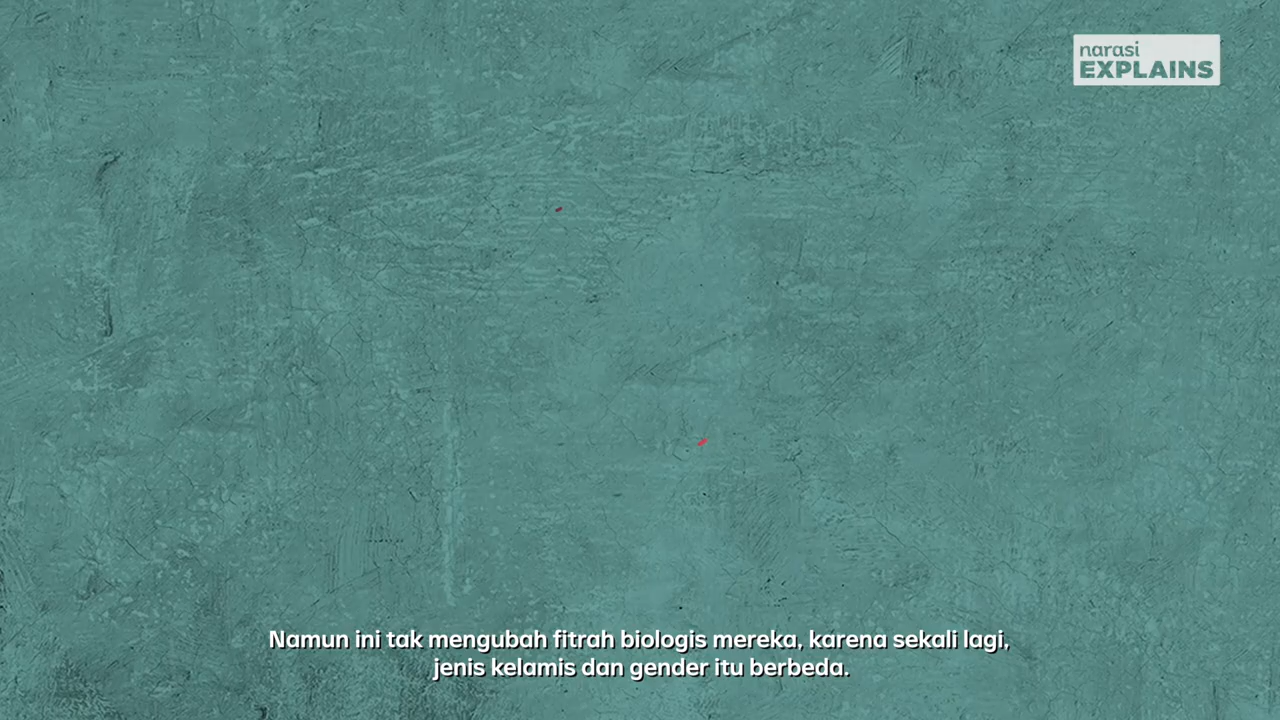 narasi
EXPLAINS
Namun ini tak mengubah fitrah biologis mereka, karena sekali lagi,
jenis kelamis dan gender itu berbeda.